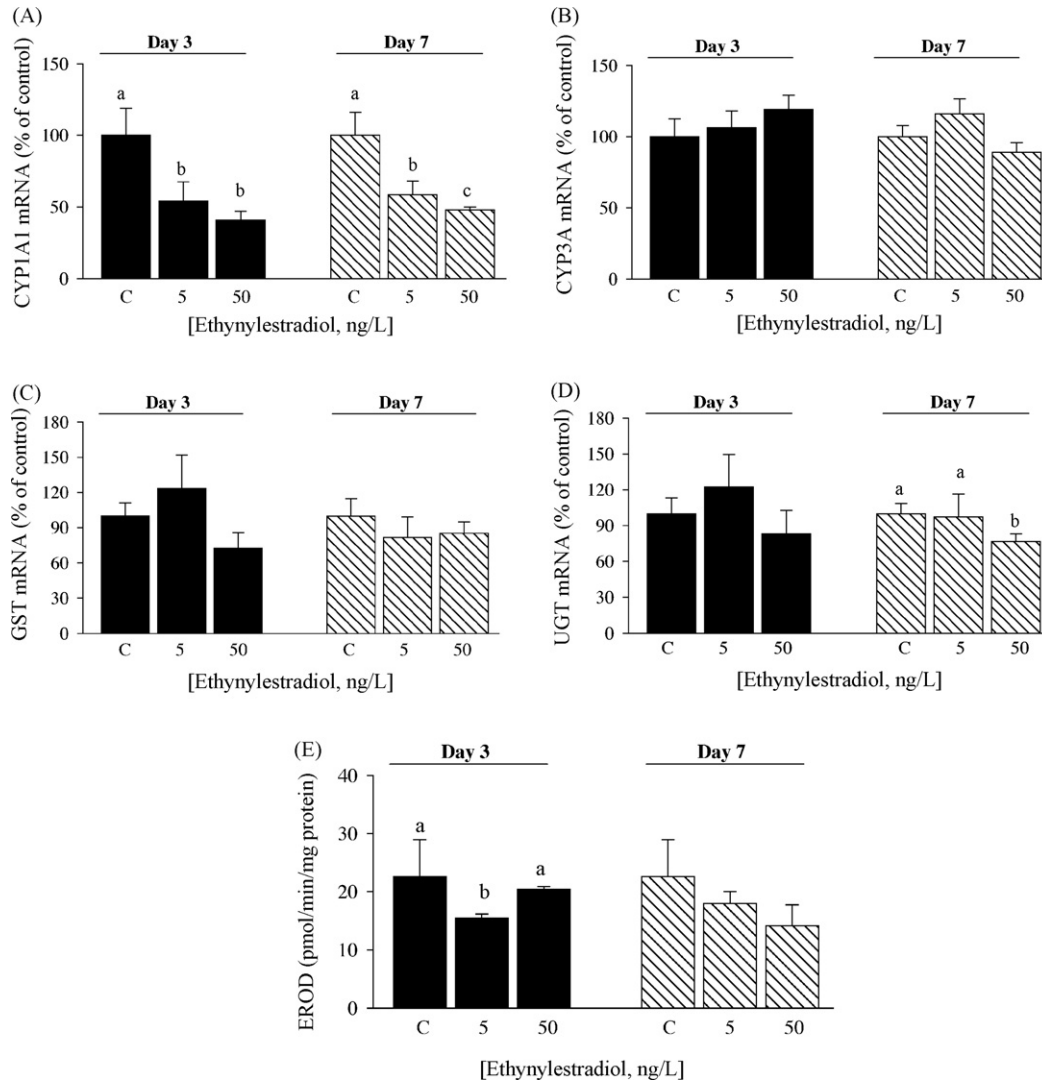 (A)
Day 3 Day 7
CYP1A1 mRNA (% of control)
150
100
50
0
a
b
b
a
b
c
C 5 50 C 5 50
[Ethynylestradiol, ng/L]
(B)
Day 3 Day 7
CYP3A mRNA (% of control)
150
100
50
0
C 5 50 C 5 50
[Ethynylestradiol, ng/L]
(C)
Day 3 Day 7
GST mRNA (% of control)
180
150
120
90
60
30
0
C 5 50 C 5 50
[Ethynylestradiol, ng/L]
(D)
Day 3 Day 7
UGT mRNA (% of control)
180
150
120
90
60
30
0
a
a
b
C 5 50 C 5 50
[Ethynylestradiol, ng/L]
(E)
Day 3 Day 7
EROD (pmol/min/mg protein)
40
30
20
10
0
a
b
a
C 5 50 C 5 50
[Ethynylestradiol, ng/L]